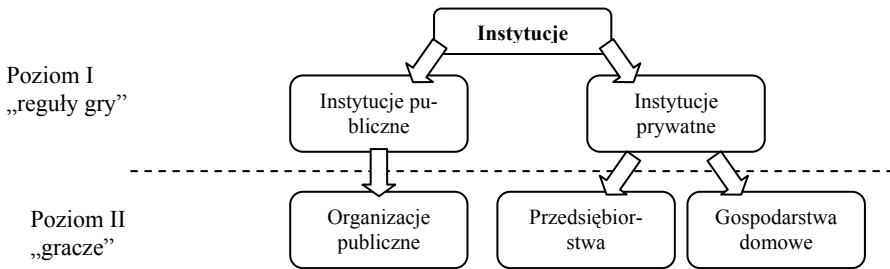 Instytucje
Poziom I
„reguły gry”
Instytucje pu-
bliczne
Instytucje
prywatne
Poziom II
„gracze”
Organizacje
publiczne
Przedsiębior-
stwa
Gospodarstwa
domowe